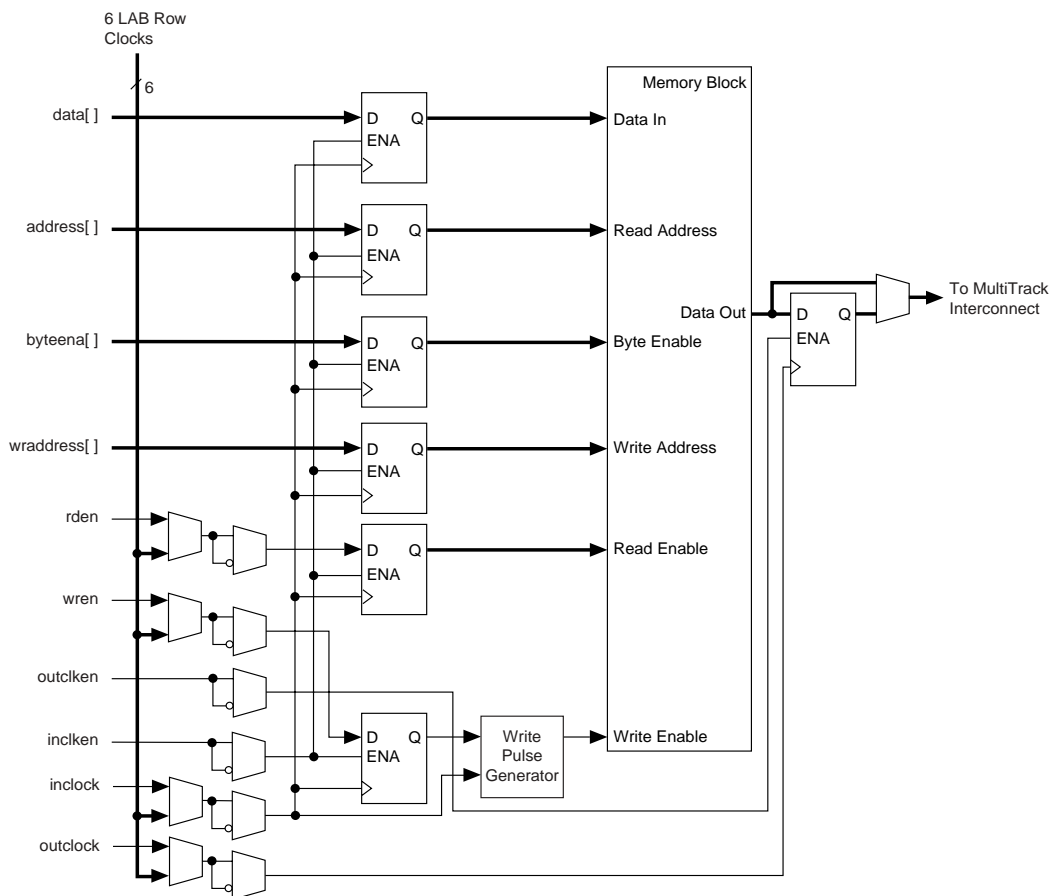 6 LAB Row
Clocks
6
Memory Block
data[ ]
D Q
ENA
Data In
address[ ]
D Q
ENA
Read Address
To MultiTrack
Interconnect
Data Out
D Q
ENA
byteena[ ]
D Q
ENA
Byte Enable
wraddress[ ]
D Q
ENA
Write Address
rden
D Q
ENA
Read Enable
wren
outclken
inclken
D Q
ENA
Write
Pulse
Generator
Write Enable
inclock
outclock